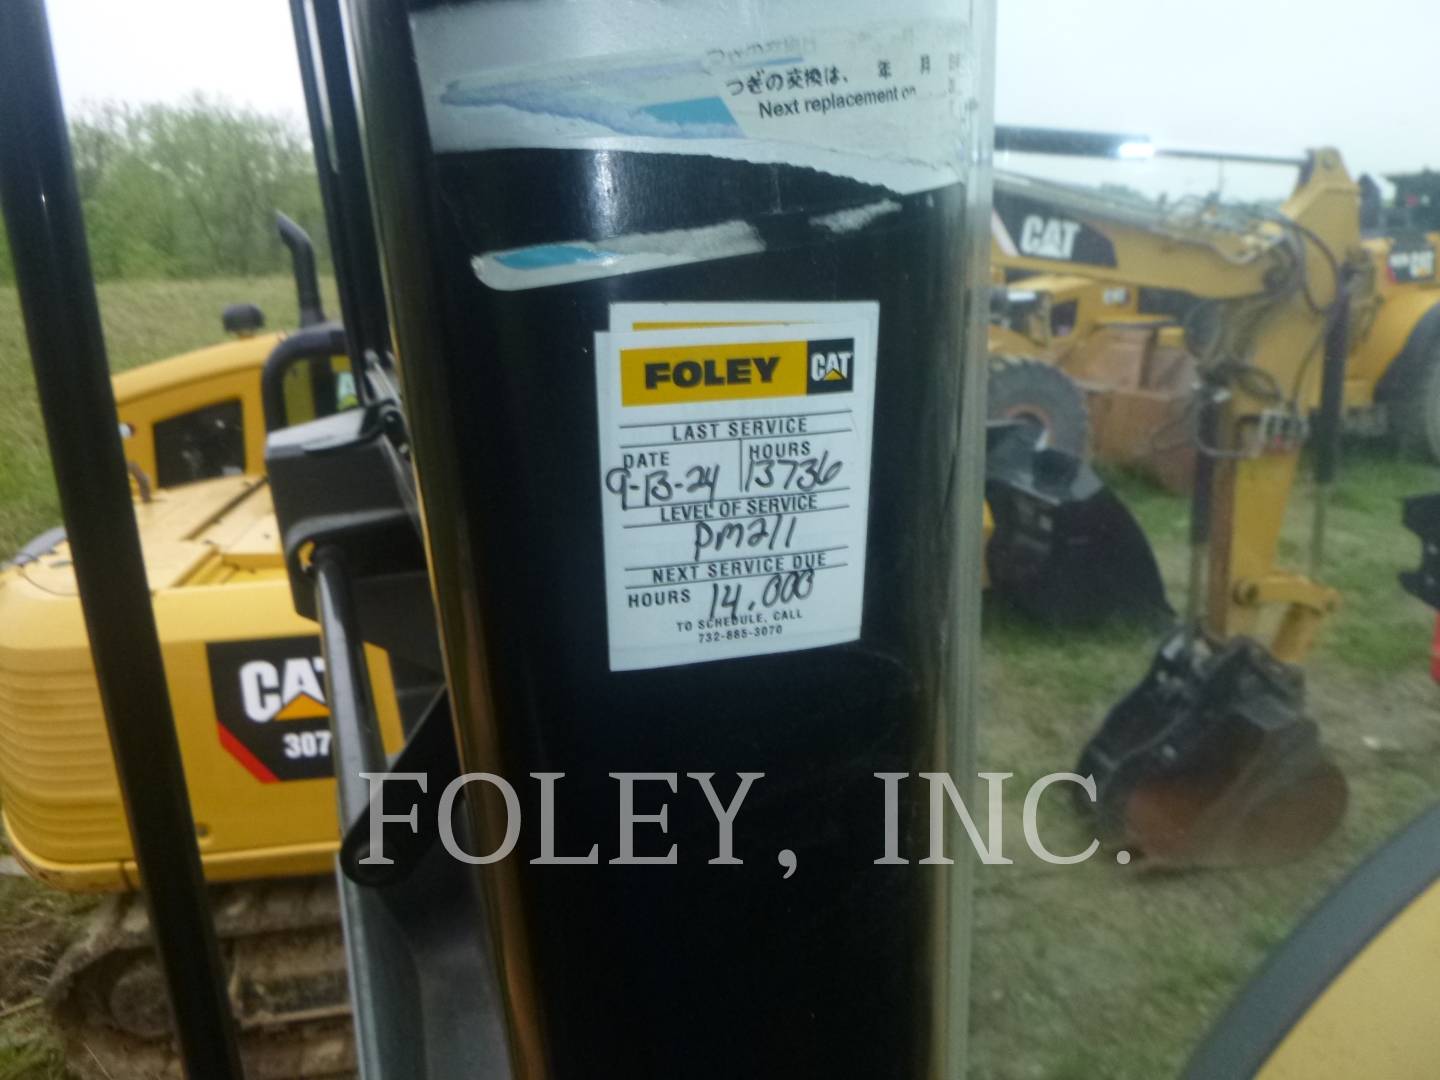 つぎの交換は、 年 月
Next replacement on
FOLEY CAT
LAST SERVICE
DATE HOURS
9-13-24 13736
LEVEL OF SERVICE
pm2/1
NEXT SERVICE DUE
HOURS 14.000
TO SCHEDULE, CALL
732-885-3070
CAT
CAT
307
CAT
FOLEY, INC.